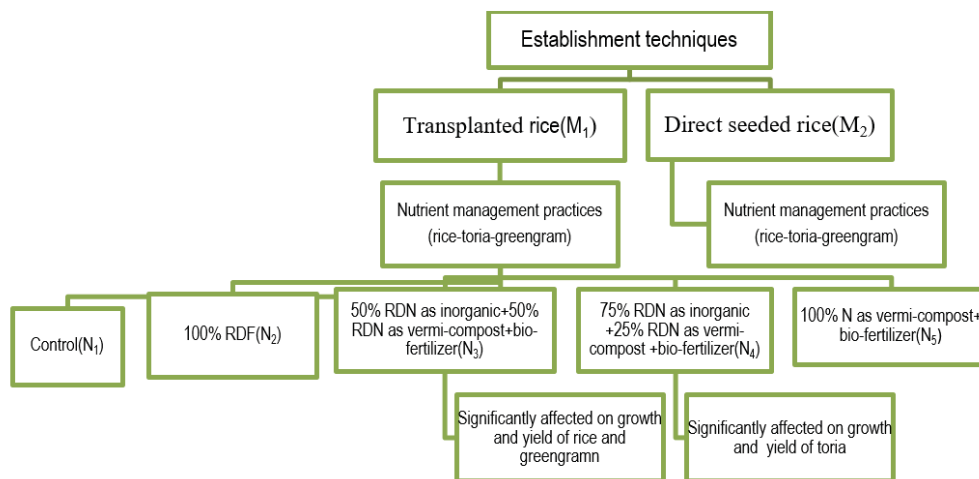 Establishment techniques
Transplanted rice(M₁)
Direct seeded rice(M₂)
Nutrient management practices
(rice-toria-greengram)
Nutrient management practices
(rice-toria-greengram)
Control(N₁)
100% RDF(N₂)
50% RDN as inorganic+50%
RDN as vermi-compost+bio-
fertilizer(N₃)
75% RDN as inorganic
+25% RDN as vermi-
compost +bio-fertilizer(N₄)
100% N as vermi-compost+
bio-fertilizer(N₅)
Significantly affected on growth
and yield of rice and
greengramn
Significantly affected on growth
and yield of toria